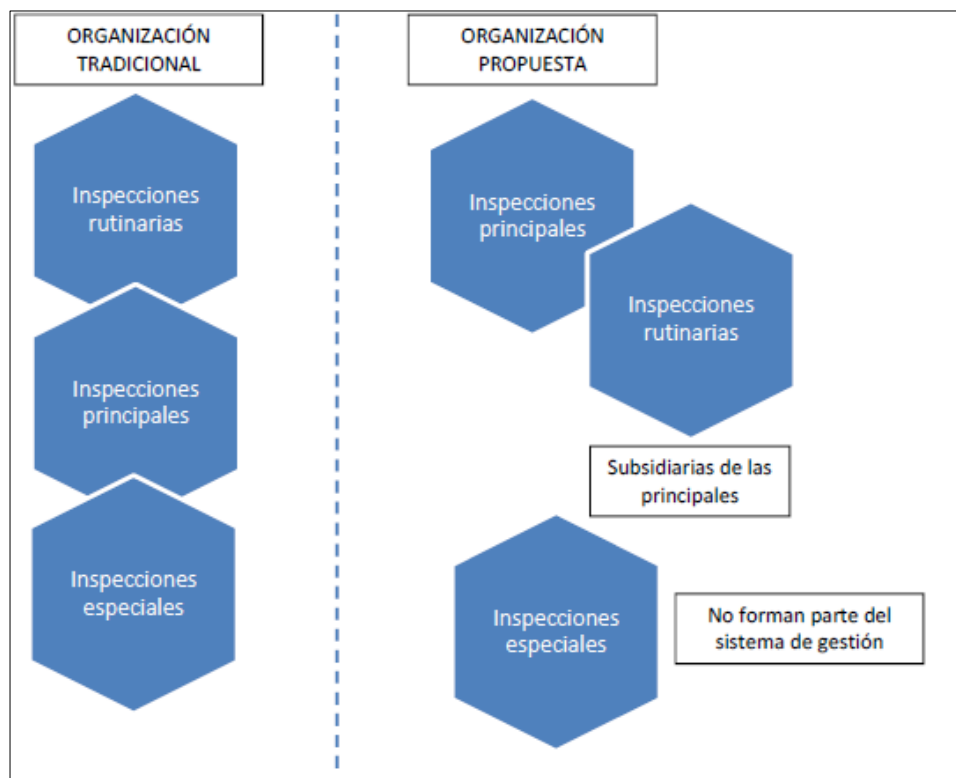 ORGANIZACIÓN
TRADICIONAL
Inspecciones
rutinarias
Inspecciones
principales
Inspecciones
especiales
ORGANIZACIÓN
PROPUESTA
Inspecciones
principales
Inspecciones
rutinarias
Subsidiarias de las
principales
Inspecciones
especiales
No forman parte del
sistema de gestión